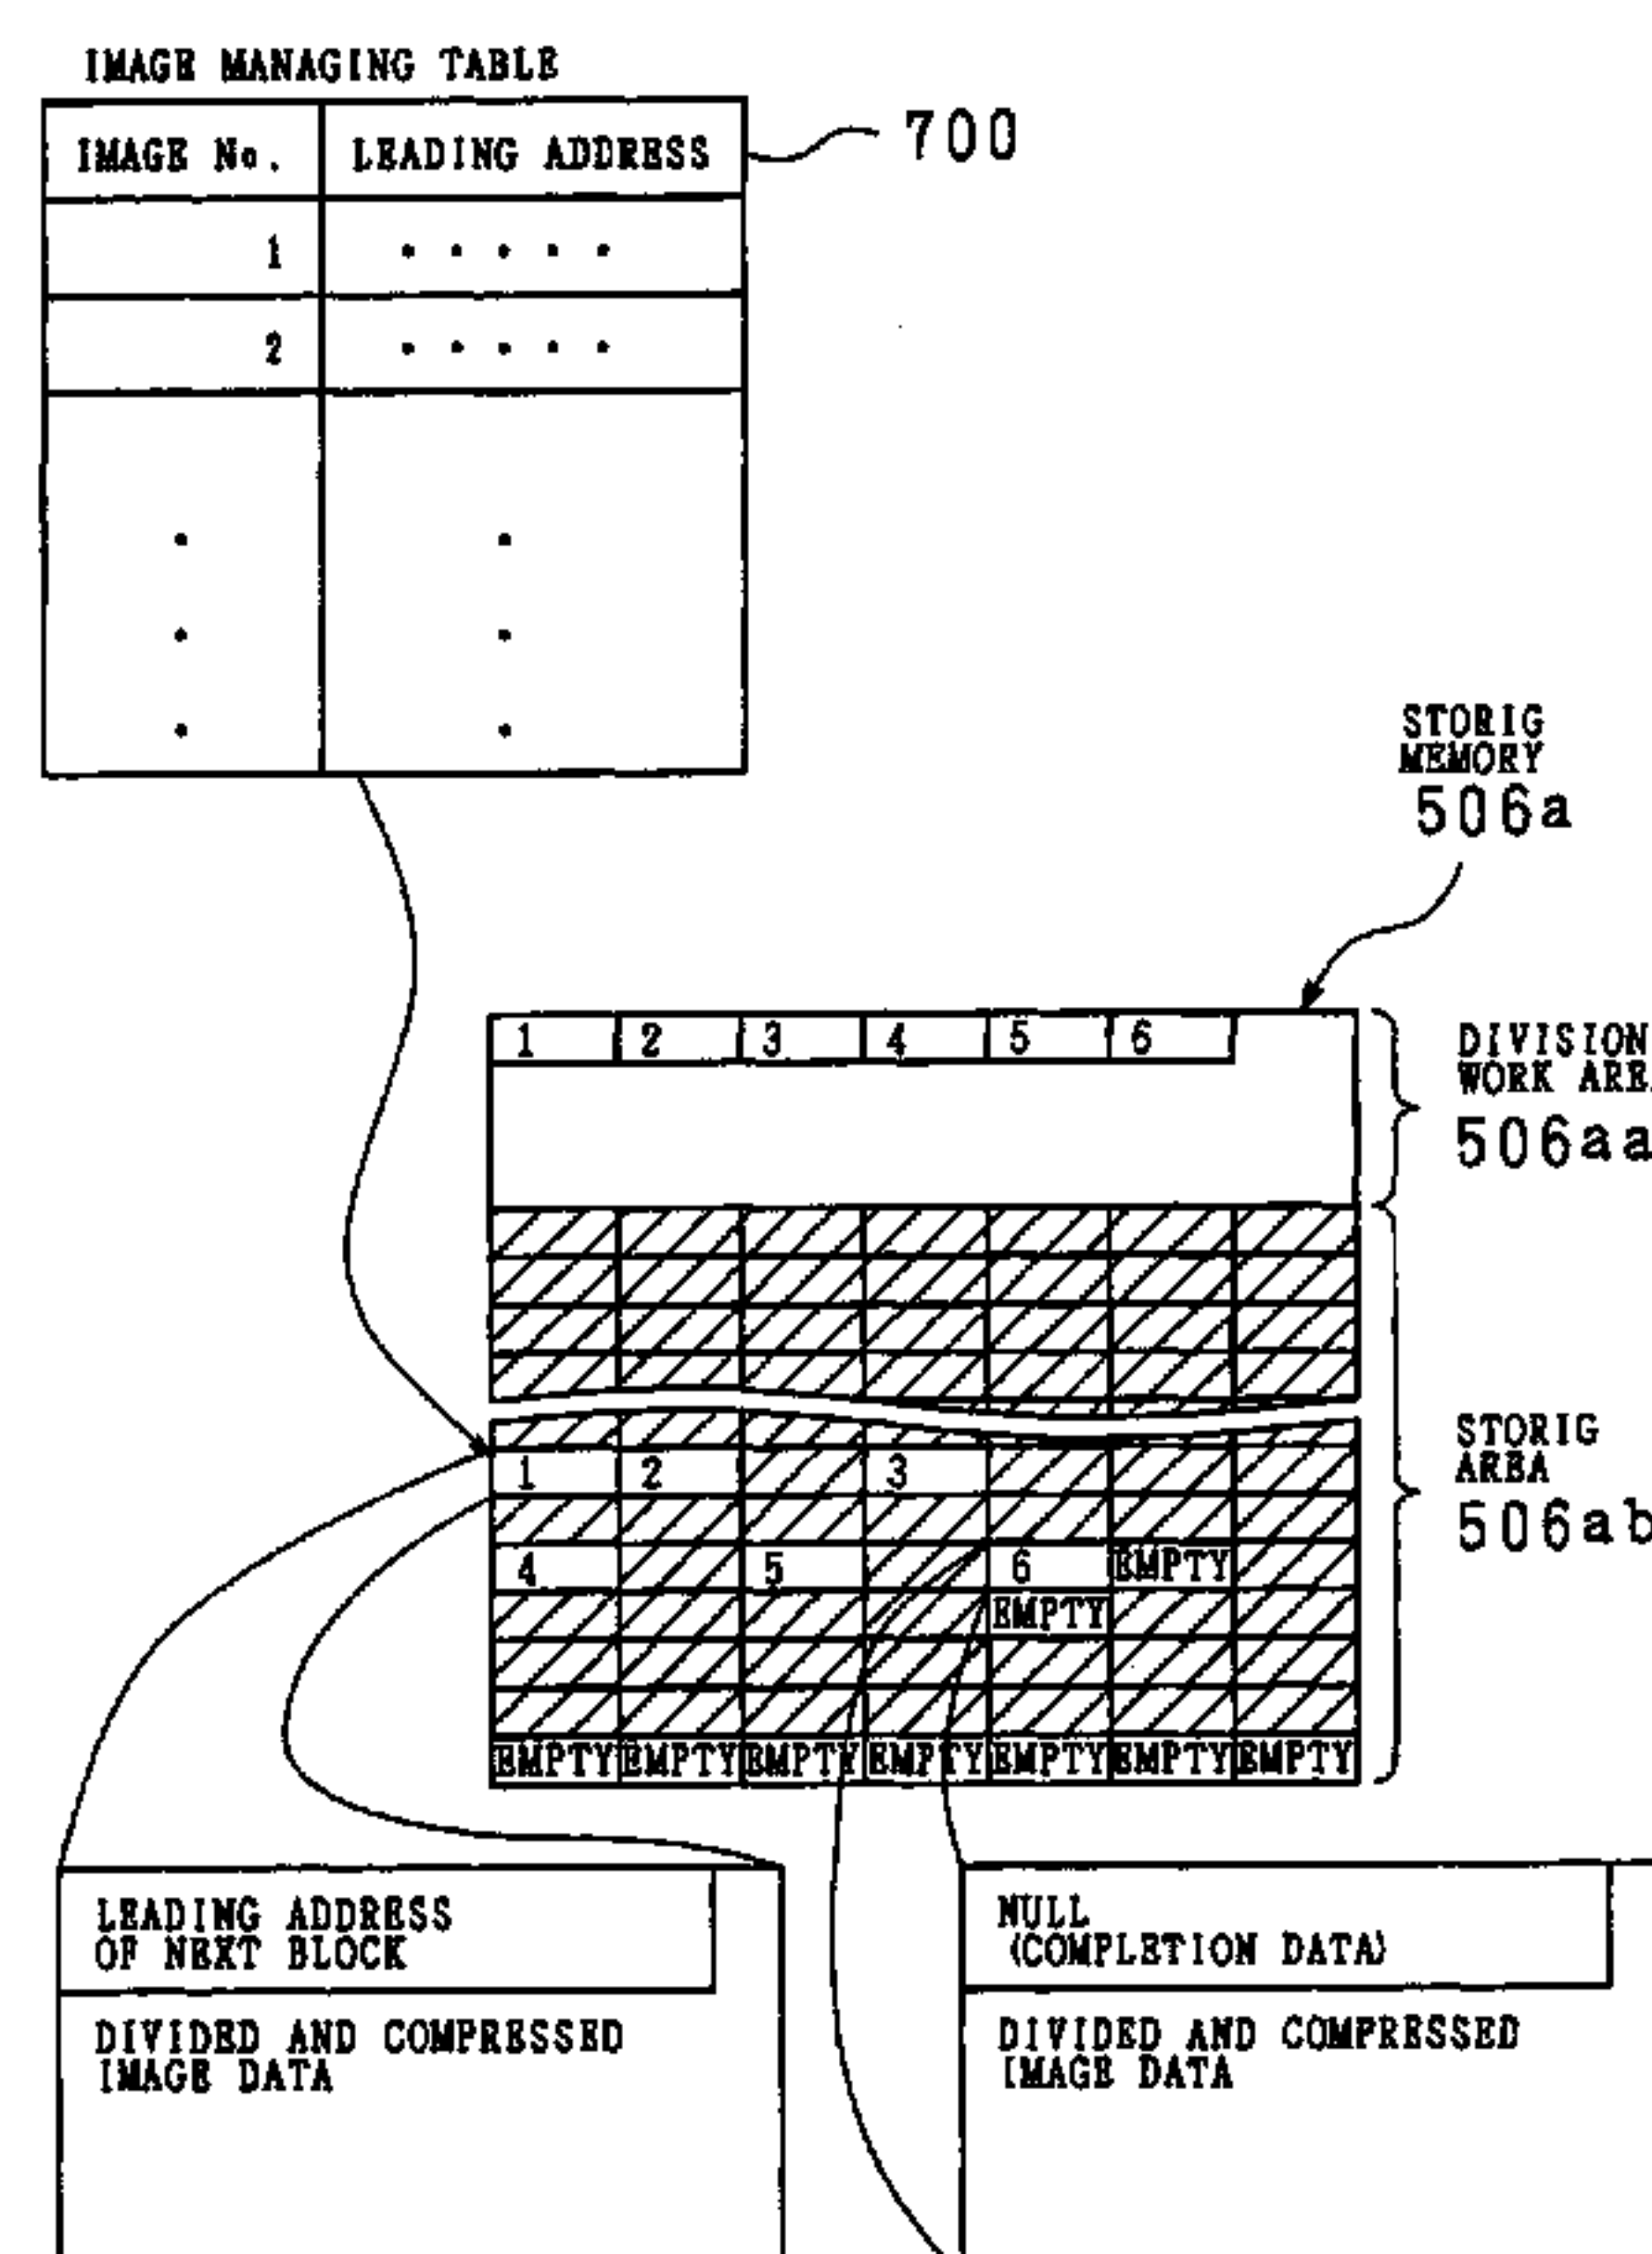 IMAGE MANAGING TABLE
IMAGE No. LEADING ADDRESS
700
1 • • • • •
2 • • • • •
STORIG
MEMORY
506a
1 2 3 4 5 6
DIVISION
WORK AREA
506aa
1 2 3
STORIG
AREA
506ab
4 5 6 EMPTY
EMPTY
EMPTY EMPTY EMPTY EMPTY EMPTY EMPTY EMPTY
LEADING ADDRESS
OF NEXT BLOCK
DIVIDED AND COMPRESSED
IMAGE DATA
NULL
(COMPLETION DATA)
DIVIDED AND COMPRESSED
IMAGE DATA